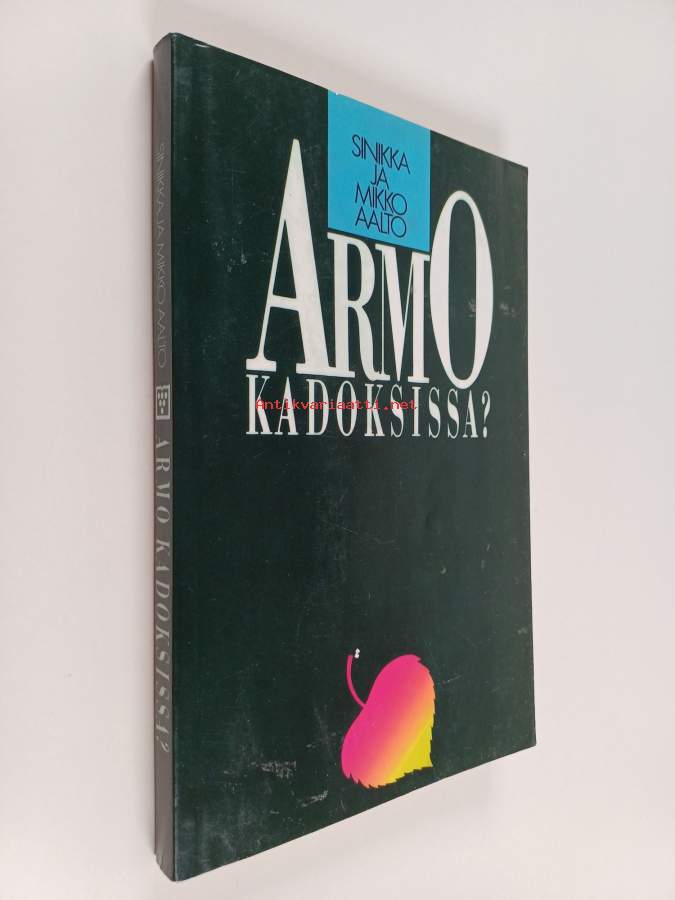 SINIKKA
JA
MIKKO
AALTO
ARMO
KADOKSISSA?
Antikvariaatti.net
SINIKKA JA MIKKO AALTO ARMO KADOKSISSA?